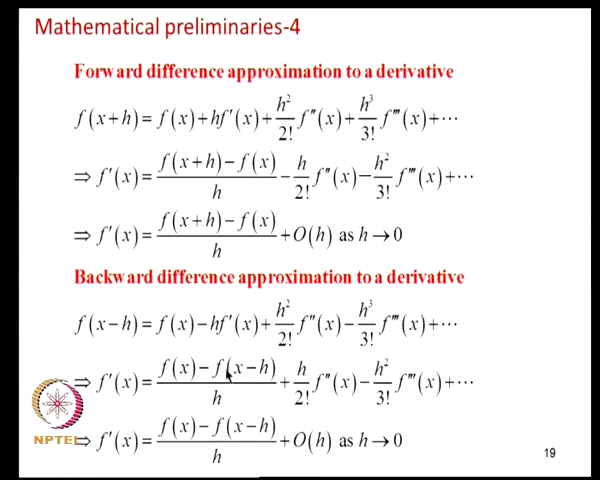 Mathematical preliminaries-4
Forward difference approximation to a derivative
f(x+h) = f(x)+hf'(x)+h²/2! f''(x)+h³/3! f'''(x)+⋯
⇒ f'(x)= (f(x+h)−f(x))/h − h/2! f''(x)− h²/3! f'''(x)+⋯
⇒ f'(x)= (f(x+h)−f(x))/h +O(h) as h→0
Backward difference approximation to a derivative
f(x−h) = f(x)−hf'(x)+h²/2! f''(x)−h³/3! f'''(x)+⋯
⇒ f'(x)= (f(x)−f(x−h))/h + h/2! f''(x)− h²/3! f'''(x)+⋯
⇒ f'(x)= (f(x)−f(x−h))/h +O(h) as h→0
NPTEL
19